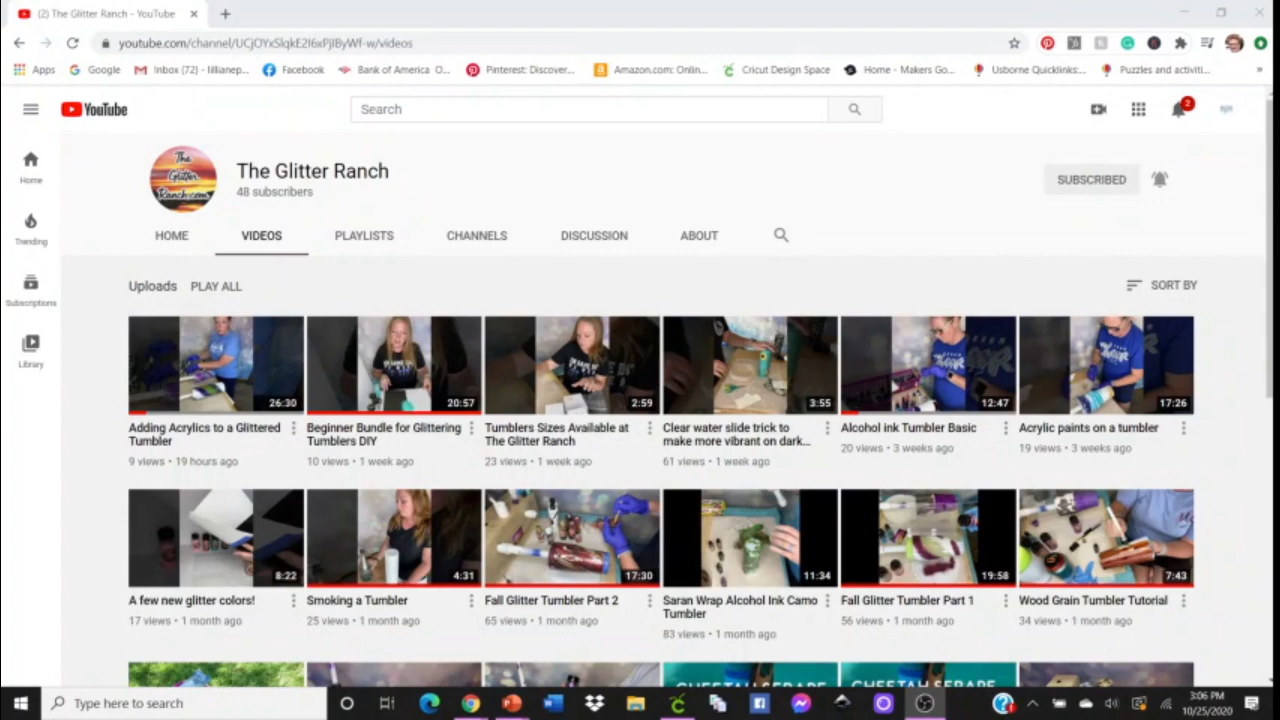 (2) The Glitter Ranch - YouTube
youtube.com/channel/UCjOYxSlqkE2I6xPjIByWf-w/videos
Apps Google Inbox (72) - lillianep... Facebook Bank of America O... Pinterest: Discover... Amazon.com: Onlin... Cricut Design Space Home - Makers Go... Usborne Quicklinks:... Puzzles and activiti...
YouTube
Search
2
Home
Trending
Subscriptions
Library
The
Glitter
Ranch.com
The Glitter Ranch
48 subscribers
SUBSCRIBED
HOME VIDEOS PLAYLISTS CHANNELS DISCUSSION ABOUT
Uploads PLAY ALL
SORT BY
26:30 20:57 2:59 3:55 12:47 17:26
Adding Acrylics to a Glittered
Tumbler
9 views • 19 hours ago
Beginner Bundle for Glittering
Tumblers DIY
10 views • 1 week ago
Tumblers Sizes Available at
The Glitter Ranch
23 views • 1 week ago
Clear water slide trick to
make more vibrant on dark...
61 views • 1 week ago
Alcohol ink Tumbler Basic
20 views • 3 weeks ago
Acrylic paints on a tumbler
19 views • 3 weeks ago
8:22 4:31 17:30 11:34 19:58 7:43
A few new glitter colors!
17 views • 1 month ago
Smoking a Tumbler
25 views • 1 month ago
Fall Glitter Tumbler Part 2
65 views • 1 month ago
Saran Wrap Alcohol Ink Camo
Tumbler
83 views • 1 month ago
Fall Glitter Tumbler Part 1
56 views • 1 month ago
Wood Grain Tumbler Tutorial
34 views • 1 month ago
CHEETAH SERAPE CHEETAH SERAPE
Type here to search
3:06 PM
10/25/2020